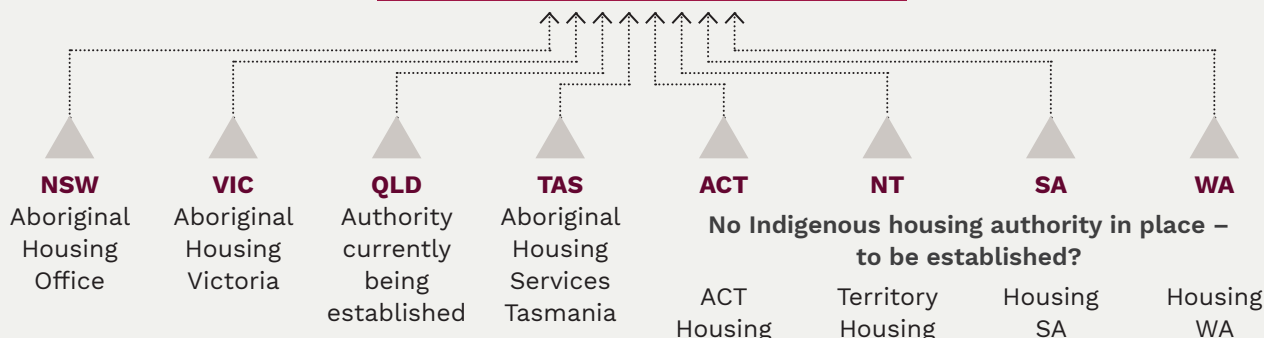 NSW
Aboriginal
Housing
Office
VIC
Aboriginal
Housing
Victoria
QLD
Authority
currently
being
established
TAS
Aboriginal
Housing
Services
Tasmania
ACT
NT
SA
WA
No Indigenous housing authority in place –
to be established?
ACT
Housing
Territory
Housing
Housing
SA
Housing
WA